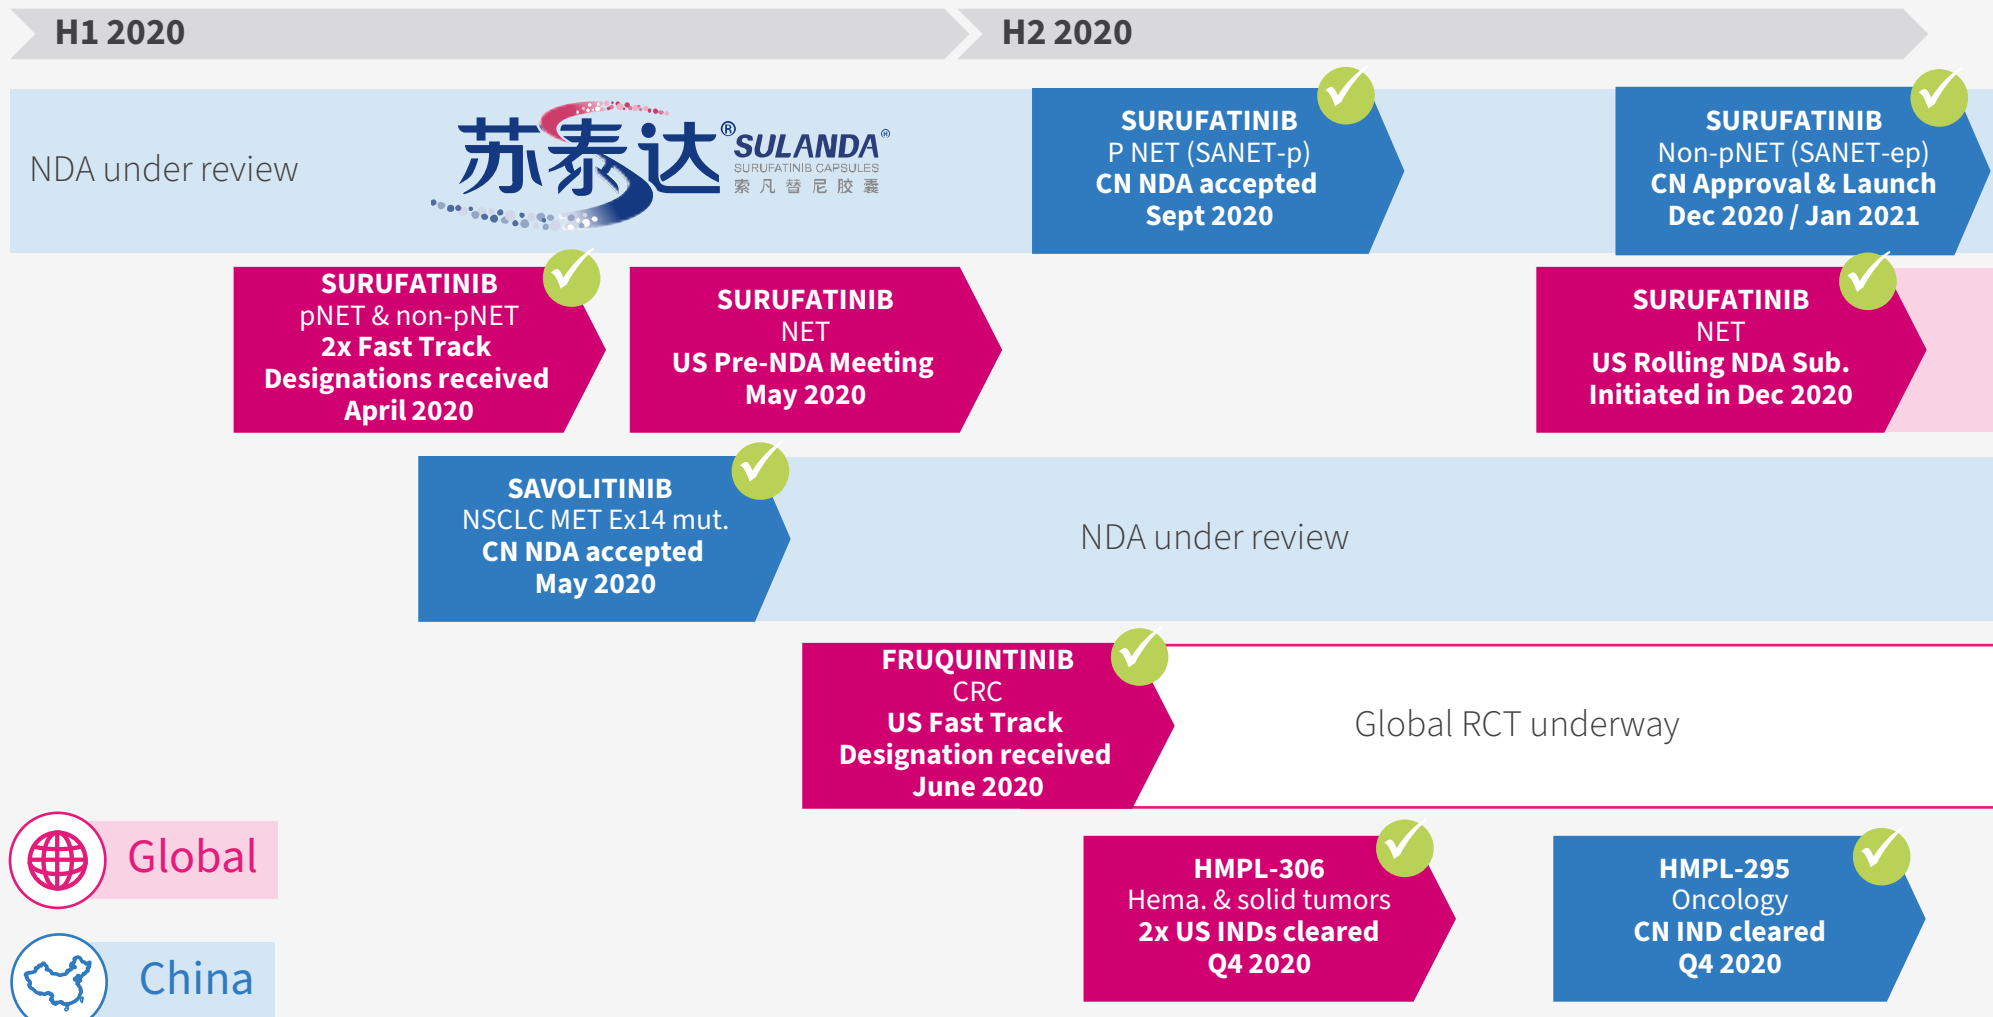 H1 2020
H2 2020
NDA under review
苏泰达®
SULANDA®
SURUFATINIB CAPSULES
索凡替尼胶囊
SURUFATINIB
P NET (SANET-p)
CN NDA accepted
Sept 2020
SURUFATINIB
Non-pNET (SANET-ep)
CN Approval & Launch
Dec 2020 / Jan 2021
SURUFATINIB
pNET & non-pNET
2x Fast Track
Designations received
April 2020
SURUFATINIB
NET
US Pre-NDA Meeting
May 2020
SURUFATINIB
NET
US Rolling NDA Sub.
Initiated in Dec 2020
SAVOLITINIB
NSCLC MET Ex14 mut.
CN NDA accepted
May 2020
NDA under review
FRUQUINTINIB
CRC
US Fast Track
Designation received
June 2020
Global RCT underway
Global
HMPL-306
Hema. & solid tumors
2x US INDs cleared
Q4 2020
HMPL-295
Oncology
CN IND cleared
Q4 2020
China